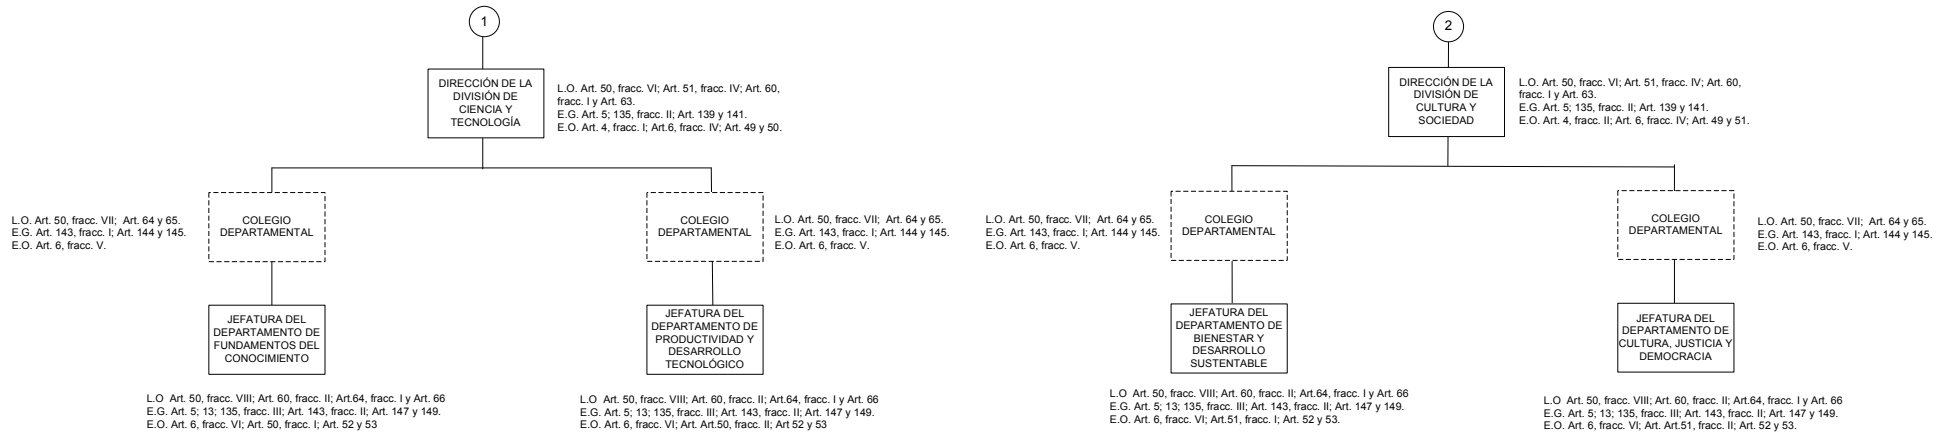 1
DIRECCIÓN DE LA
DIVISIÓN DE
CIENCIA Y
TECNOLOGÍA
L.O. Art. 50, fracc. VI; Art. 51, fracc. IV; Art. 60,
fracc. I y Art. 63.
E.G. Art. 5; 135, fracc. II; Art. 139 y 141.
E.O. Art. 4, fracc. I; Art.6, fracc. IV; Art. 49 y 50.
L.O. Art. 50, fracc. VII; Art. 64 y 65.
E.G. Art. 143, fracc. I; Art. 144 y 145.
E.O. Art. 6, fracc. V.
COLEGIO
DEPARTAMENTAL
COLEGIO
DEPARTAMENTAL
L.O. Art. 50, fracc. VII; Art. 64 y 65.
E.G. Art. 143, fracc. I; Art. 144 y 145.
E.O. Art. 6, fracc. V.
JEFATURA DEL
DEPARTAMENTO DE
FUNDAMENTOS DEL
CONOCIMIENTO
L.O Art. 50, fracc. VIII; Art. 60, fracc. II; Art.64, fracc. I y Art. 66
E.G. Art. 5; 13; 135, fracc. III; Art. 143, fracc. II; Art. 147 y 149.
E.O. Art. 6, fracc. VI; Art. 50, fracc. I; Art. 52 y 53
JEFATURA DEL
DEPARTAMENTO DE
PRODUCTIVIDAD Y
DESARROLLO
TECNOLÓGICO
L.O Art. 50, fracc. VIII; Art. 60, fracc. II; Art.64, fracc. I y Art. 66
E.G. Art. 5; 13; 135, fracc. III; Art. 143, fracc. II; Art. 147 y 149.
E.O. Art. 6, fracc. VI; Art. Art.50, fracc. II; Art 52 y 53
2
DIRECCIÓN DE LA
DIVISIÓN DE
CULTURA Y
SOCIEDAD
L.O. Art. 50, fracc. VI; Art. 51, fracc. IV; Art. 60,
fracc. I y Art. 63.
E.G. Art. 5; 135, fracc. II; Art. 139 y 141.
E.O. Art. 4, fracc. II; Art. 6, fracc. IV; Art. 49 y 51.
L.O. Art. 50, fracc. VII; Art. 64 y 65.
E.G. Art. 143, fracc. I; Art. 144 y 145.
E.O. Art. 6, fracc. V.
COLEGIO
DEPARTAMENTAL
COLEGIO
DEPARTAMENTAL
L.O. Art. 50, fracc. VII; Art. 64 y 65.
E.G. Art. 143, fracc. I; Art. 144 y 145.
E.O. Art. 6, fracc. V.
JEFATURA DEL
DEPARTAMENTO DE
BIENESTAR Y
DESARROLLO
SUSTENTABLE
L.O Art. 50, fracc. VIII; Art. 60, fracc. II; Art.64, fracc. I y Art. 66
E.G. Art. 5; 13; 135, fracc. III; Art. 143, fracc. II; Art. 147 y 149.
E.O. Art. 6, fracc. VI; Art.51, fracc. I; Art. 52 y 53.
JEFATURA DEL
DEPARTAMENTO DE
CULTURA, JUSTICIA Y
DEMOCRACIA
L.O Art. 50, fracc. VIII; Art. 60, fracc. II; Art.64, fracc. I y Art. 66
E.G. Art. 5; 13; 135, fracc. III; Art. 143, fracc. II; Art. 147 y 149.
E.O. Art. 6, fracc. VI; Art. Art.51, fracc. II; Art. 52 y 53.